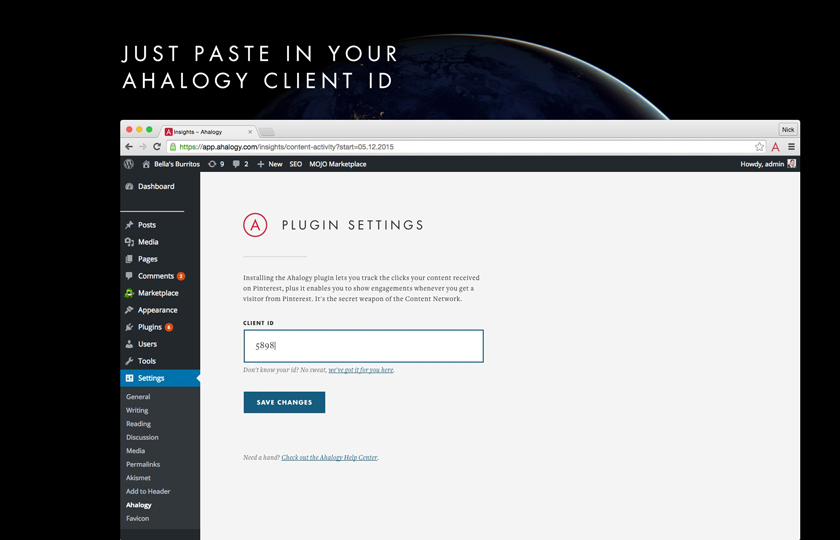 JUST PASTE IN YOUR
AHALOGY CLIENT ID
Nick
Insights – Ahalogy
https://app.ahalogy.com/insights/content-activity?start=05.12.2015
Bella's Burritos 9 2 + New SEO MOJO Marketplace Howdy, admin
Dashboard
Posts
Media
Pages
Comments 2
Marketplace
Appearance
Plugins 6
Users
Tools
Settings
General
Writing
Reading
Discussion
Media
Permalinks
Akismet
Add to Header
Ahalogy
Favicon
A PLUGIN SETTINGS
Installing the Ahalogy plugin lets you track the clicks your content received
on Pinterest, plus it enables you to show engagements whenever you get a
visitor from Pinterest. It's the secret weapon of the Content Network.
CLIENT ID
5898
Don't know your id? No sweat, we've got it for you here.
SAVE CHANGES
Need a hand? Check out the Ahalogy Help Center.